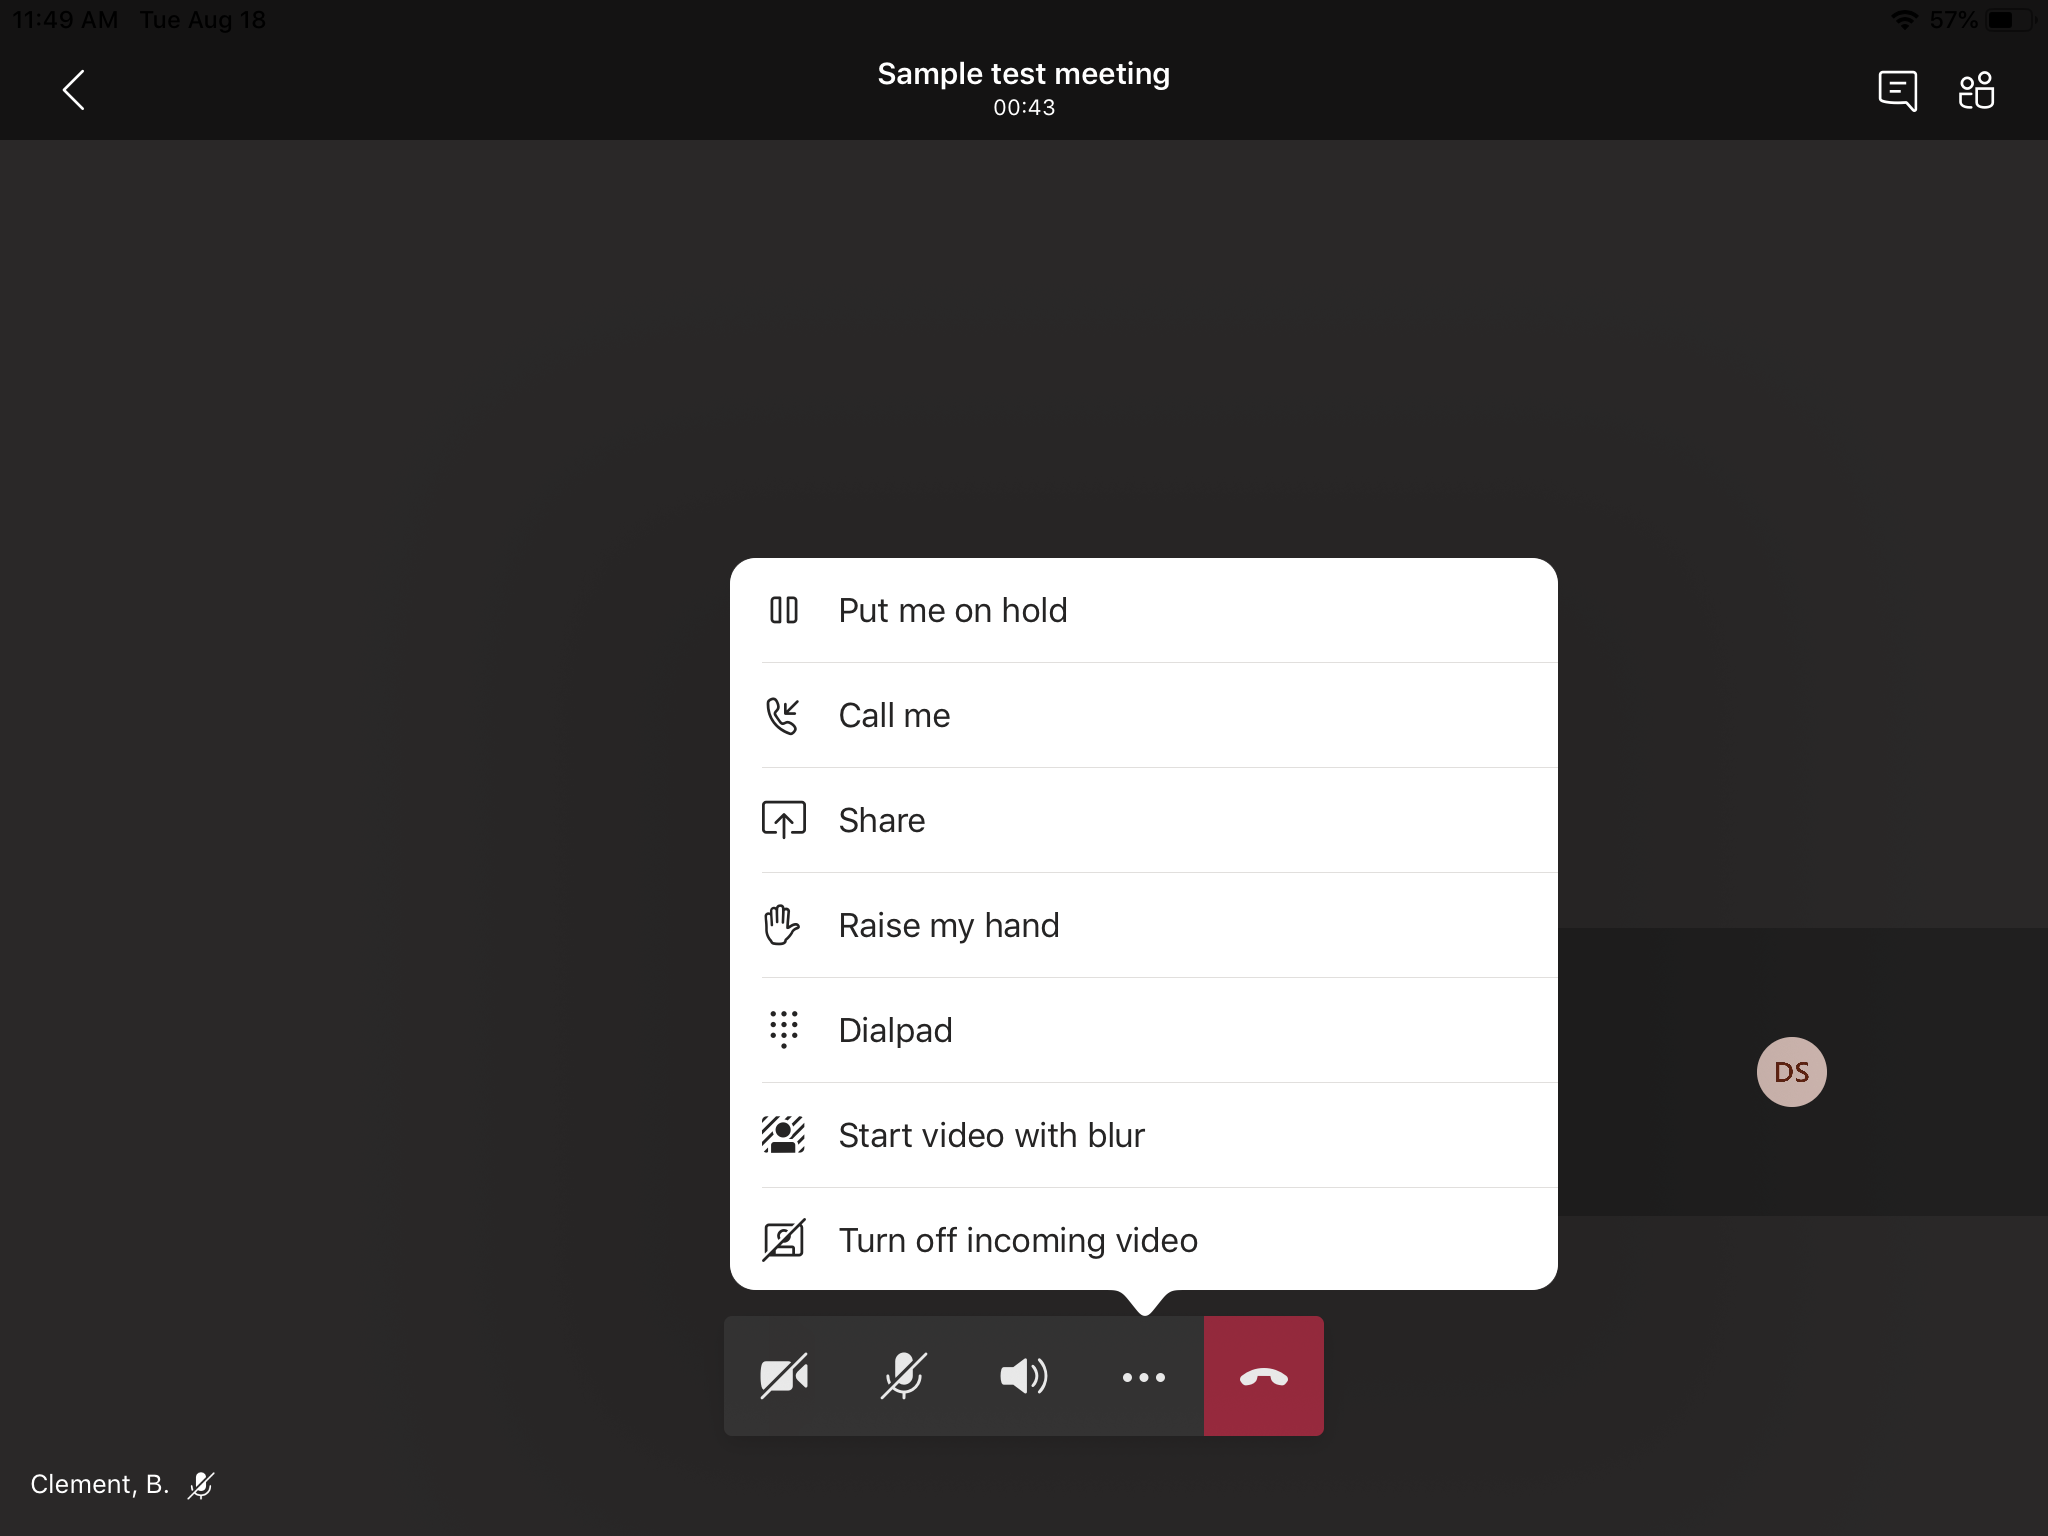 11:49 AM Tue Aug 18
57%
Sample test meeting
00:43
Put me on hold
Call me
Share
Raise my hand
Dialpad
DS
Start video with blur
Turn off incoming video
Clement, B.